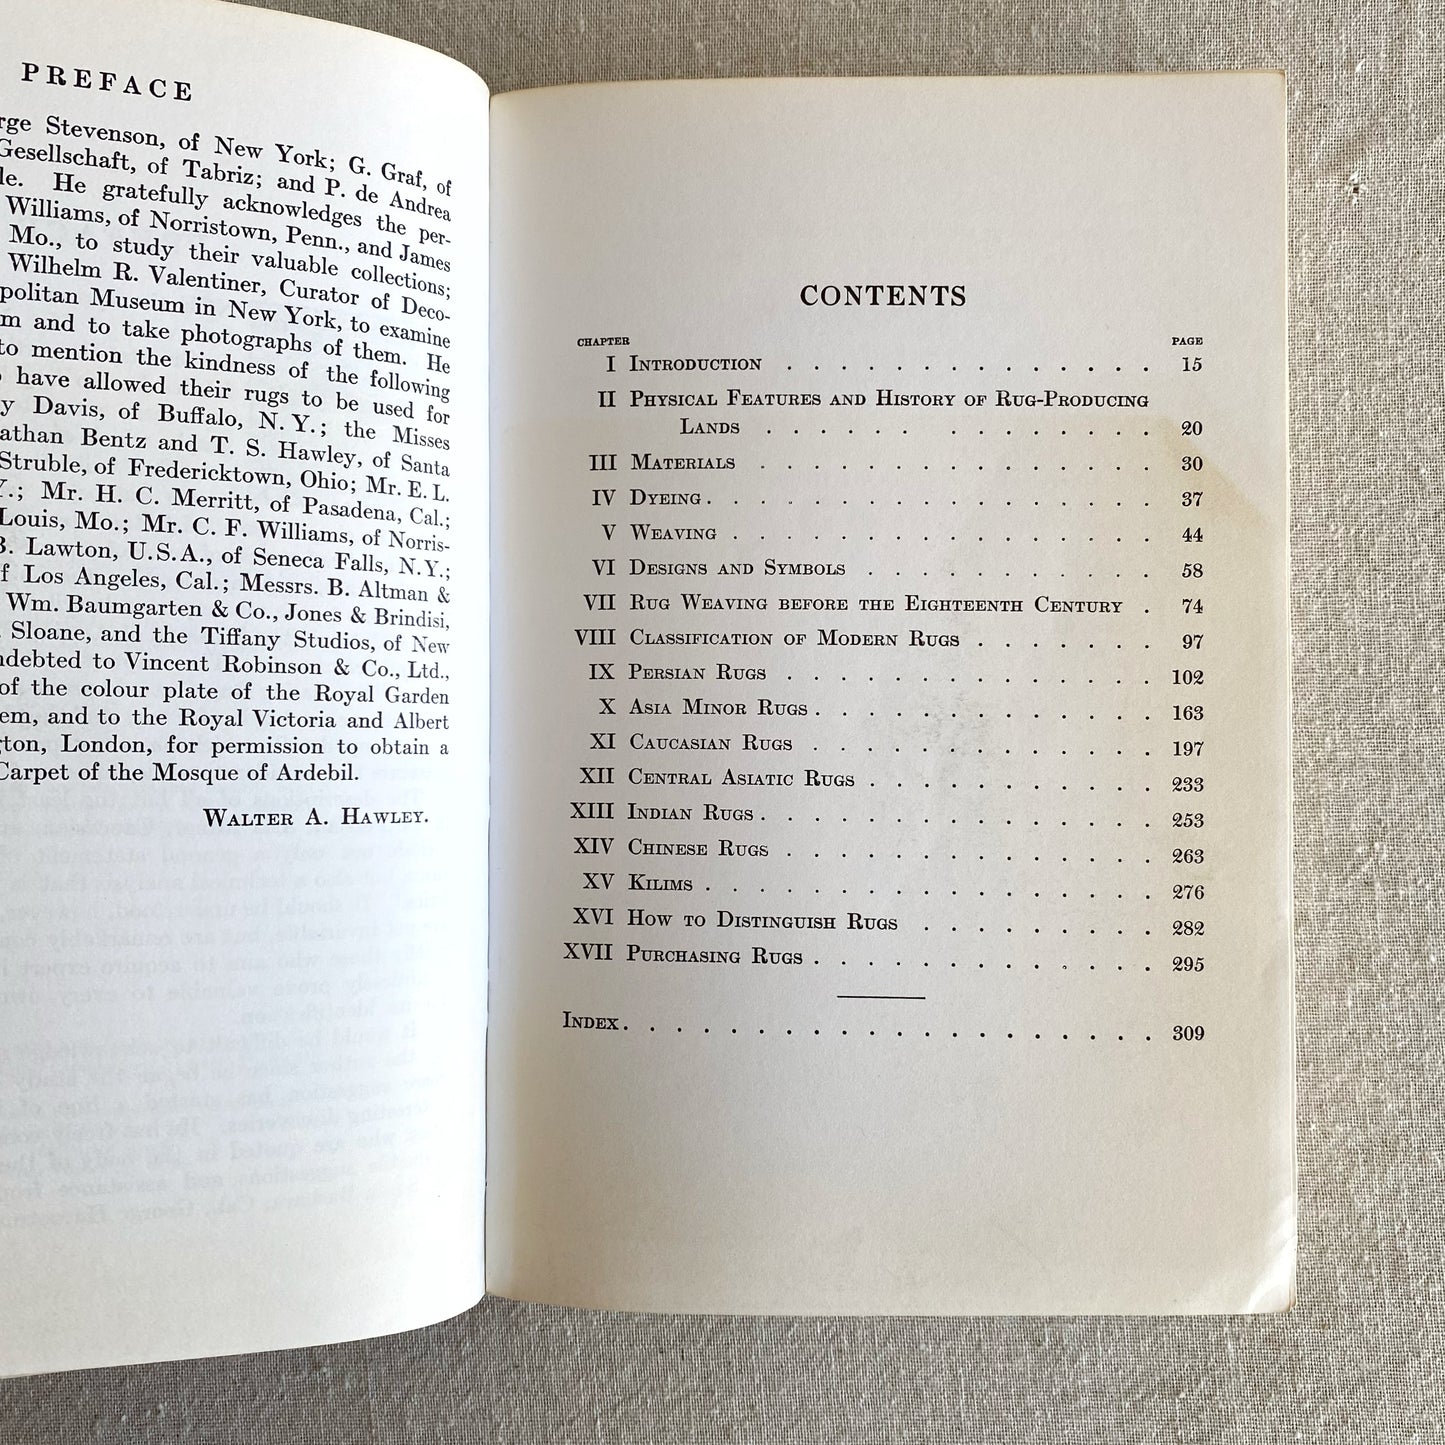 PREFACE
rge Stevenson, of New York; G. Graf, of
Gesellschaft, of Tabriz; and P. de Andrea
le. He gratefully acknowledges the per-
Williams, of Norristown, Penn., and James
Mo., to study their valuable collections;
Wilhelm R. Valentiner, Curator of Deco-
politan Museum in New York, to examine
m and to take photographs of them. He
to mention the kindness of the following
have allowed their rugs to be used for
y Davis, of Buffalo, N. Y.; the Misses
athan Bentz and T. S. Hawley, of Santa
Struble, of Fredericktown, Ohio; Mr. E. L.
Y.; Mr. H. C. Merritt, of Pasadena, Cal.;
Louis, Mo.; Mr. C. F. Williams, of Norris-
B. Lawton, U.S.A., of Seneca Falls, N.Y.;
f Los Angeles, Cal.; Messrs. B. Altman &
Wm. Baumgarten & Co., Jones & Brindisi,
. Sloane, and the Tiffany Studios, of New
ndebted to Vincent Robinson & Co., Ltd.,
of the colour plate of the Royal Garden
em, and to the Royal Victoria and Albert
gton, London, for permission to obtain a
Carpet of the Mosque of Ardebil.
WALTER A. HAWLEY.
CONTENTS
CHAPTER PAGE
I INTRODUCTION . . . . . . . . . . . . . . 15
II PHYSICAL FEATURES AND HISTORY OF RUG-PRODUCING
LANDS . . . . . . . . . . . . . . 20
III MATERIALS . . . . . . . . . . . . . . . 30
IV DYEING . . . . . . . . . . . . . . . . . 37
V WEAVING . . . . . . . . . . . . . . . . 44
VI DESIGNS AND SYMBOLS . . . . . . . . . . . 58
VII RUG WEAVING BEFORE THE EIGHTEENTH CENTURY . 74
VIII CLASSIFICATION OF MODERN RUGS . . . . . . . 97
IX PERSIAN RUGS . . . . . . . . . . . . . . 102
X ASIA MINOR RUGS . . . . . . . . . . . . . 163
XI CAUCASIAN RUGS . . . . . . . . . . . . . 197
XII CENTRAL ASIATIC RUGS . . . . . . . . . . . 233
XIII INDIAN RUGS . . . . . . . . . . . . . . . 253
XIV CHINESE RUGS . . . . . . . . . . . . . . 263
XV KILIMS . . . . . . . . . . . . . . . . . 276
XVI HOW TO DISTINGUISH RUGS . . . . . . . . . 282
XVII PURCHASING RUGS . . . . . . . . . . . . . 295
INDEX . . . . . . . . . . . . . . . . . . . . 309